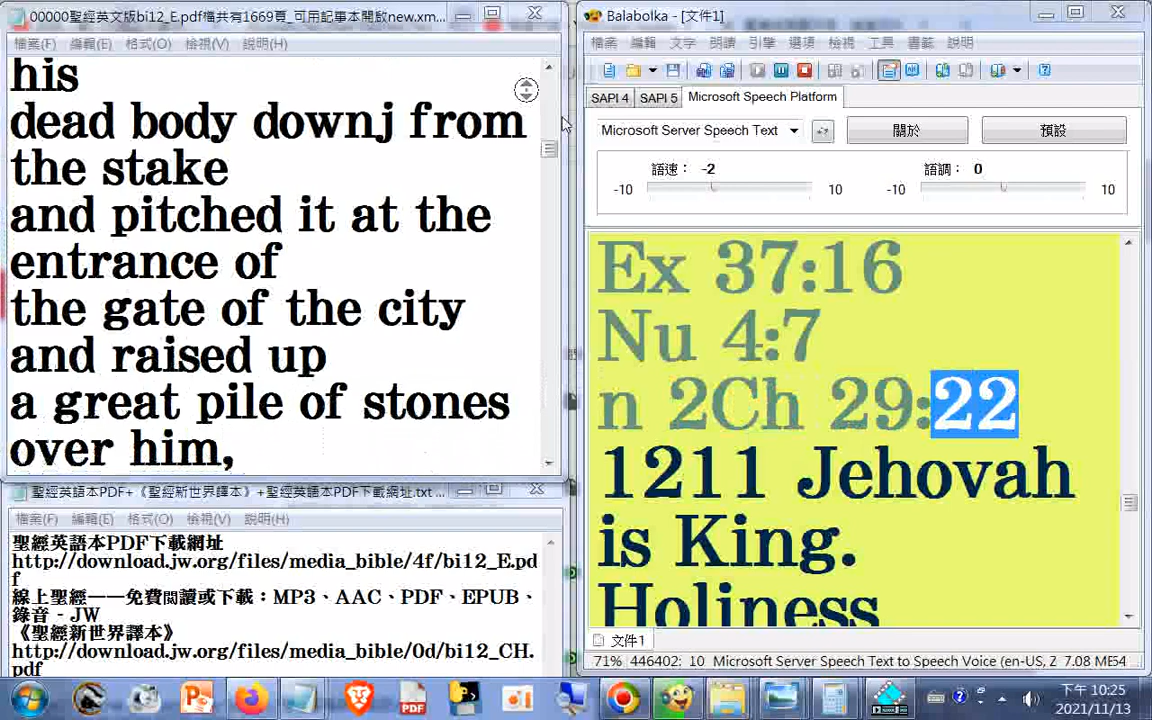 00000聖經英文版bi12_E.pdf檔共有1669頁_可用記事本開啟new.xm...
檔案(F) 編輯(E) 格式(O) 檢視(V) 說明(H)
his
dead body downj from
the stake
and pitched it at the
entrance of
the gate of the city
and raised up
a great pile of stones
over him,
聖經英語本PDF+《聖經新世界譯本》+聖經英語本PDF下載網址.txt ...
檔案(F) 編輯(E) 格式(O) 檢視(V) 說明(H)
聖經英語本PDF下載網址
http://download.jw.org/files/media_bible/4f/bi12_E.pd
f
線上聖經──免費閱讀或下載：MP3、AAC、PDF、EPUB、
錄音 - JW
《聖經新世界譯本》
http://download.jw.org/files/media_bible/0d/bi12_CH.
pdf
Balabolka - [文件1]
檔案 編輯 文字 朗讀 引擎 選項 檢視 工具 書籤 說明
SAPI 4 SAPI 5 Microsoft Speech Platform
Microsoft Server Speech Text 關於 預設
語速： -2 語調： 0
-10 10 -10 10
Ex 37:16
Nu 4:7
n 2Ch 29:22
1211 Jehovah
is King.
Holiness
文件1
71% 446402: 10 Microsoft Server Speech Text to Speech Voice (en-US, Z 7.08 ME54
PDF
下午 10:25
2021/11/13